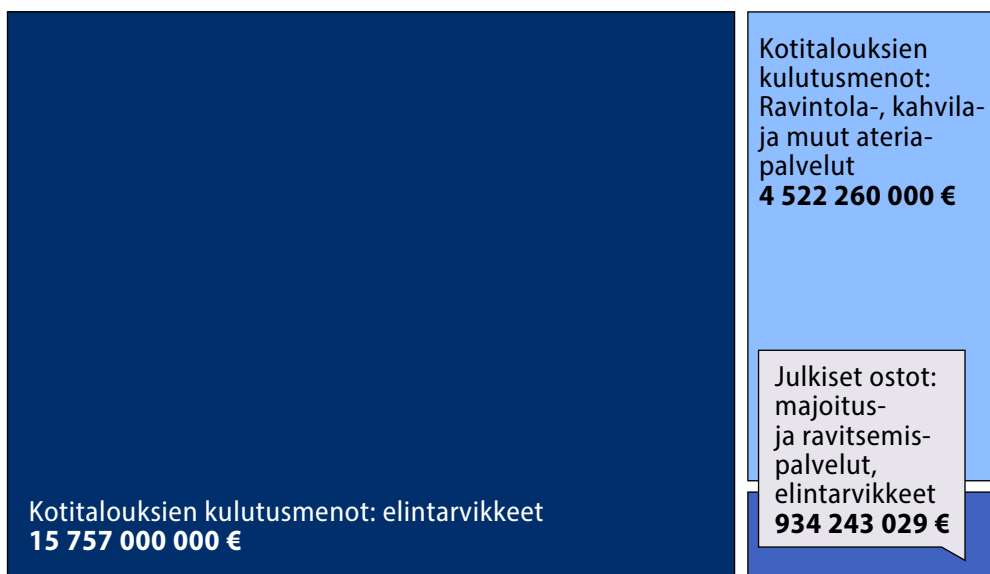 Kotitalouksien
kulutusmenot:
Ravintola-, kahvila-
ja muut ateria-
palvelut
4 522 260 000 €
Julkiset ostot:
majoitus-
ja ravitsemis-
palvelut,
elintarvikkeet
934 243 029 €
Kotitalouksien kulutusmenot: elintarvikkeet
15 757 000 000 €